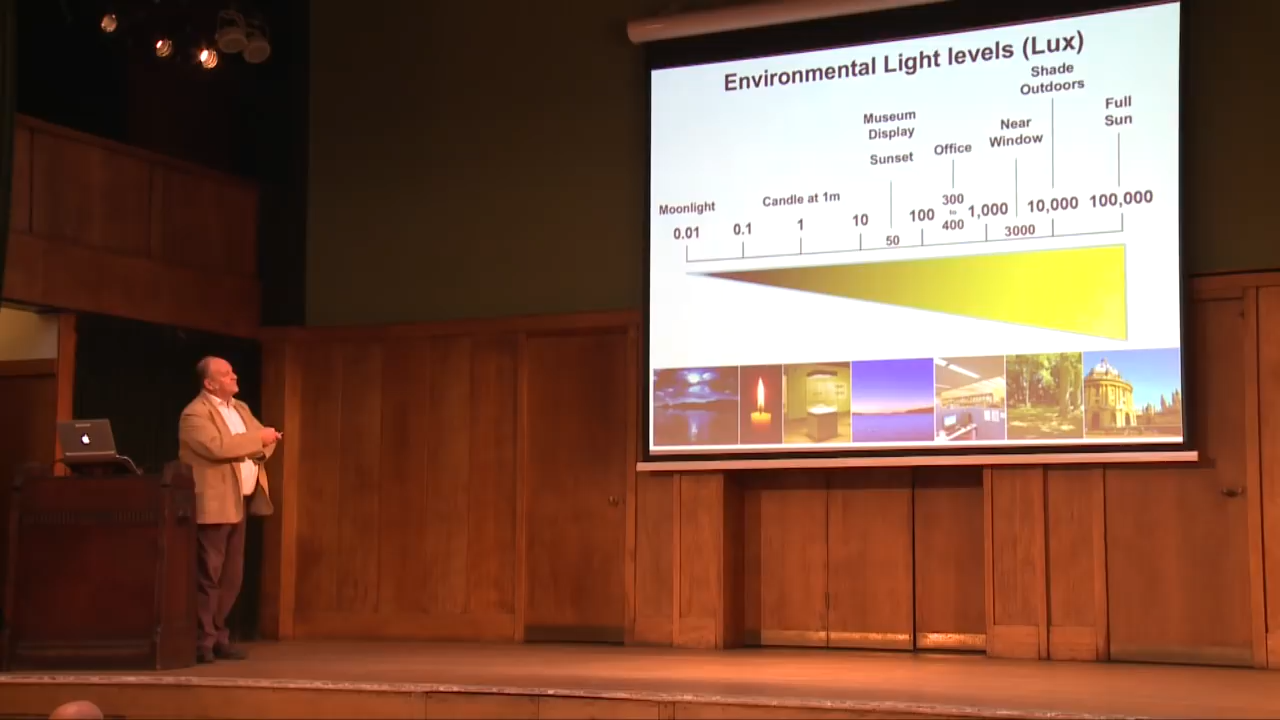 Environmental Light levels (Lux)
Shade
Outdoors
Full
Sun
Museum
Display
Near
Window
Sunset
Office
Moonlight
Candle at 1m
0.01
0.1
1
10
100
300
to
400
1,000
10,000
100,000
50
3000